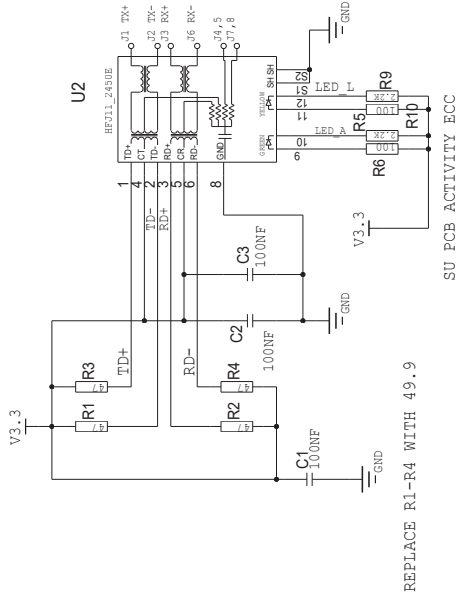 V3.3
R1
47
R3
47
TD+
TD-
RD+
RD-
R2
47
R4
47
C1
100NF
GND
C2
100NF
C3
100NF
GND
U2
HFJ11_2450E
1
4
2
3
5
6
8
TD+
CT
TD-
RD+
CR
RD-
GND
J1 TX+
J2 TX-
J3 RX+
J6 RX-
J4,5
J7,8
GREEN
YELLOW
SH
SH
9
10
11
12
S1
S2
GND
LED_A
LED_L
V3.3
R6
100
R5
2.2K
R10
100
R9
2.2K
REPLACE R1-R4 WITH 49.9
SU PCB ACTIVITY ECC